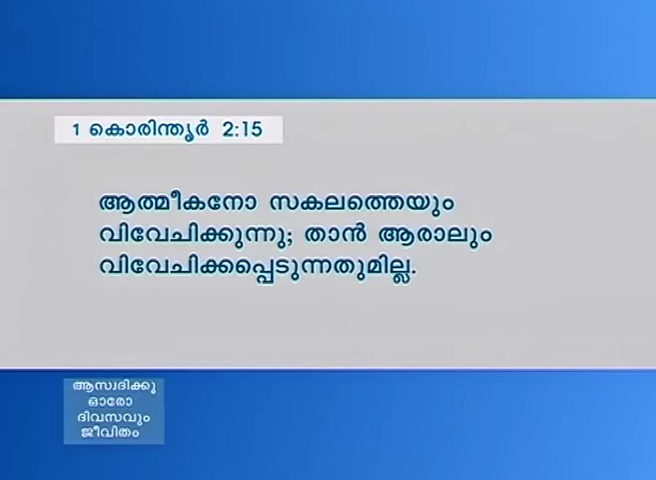 1 കൊരിന്ത്യർ 2:15
ആത്മീകനോ സകലത്തെയും
വിവേചിക്കുന്നു; താൻ ആരാലും
വിവേചിക്കപ്പെടുന്നതുമില്ല.
ആസ്വദിക്കൂ
ഓരോ
ദിവസവും
ജീവിതം